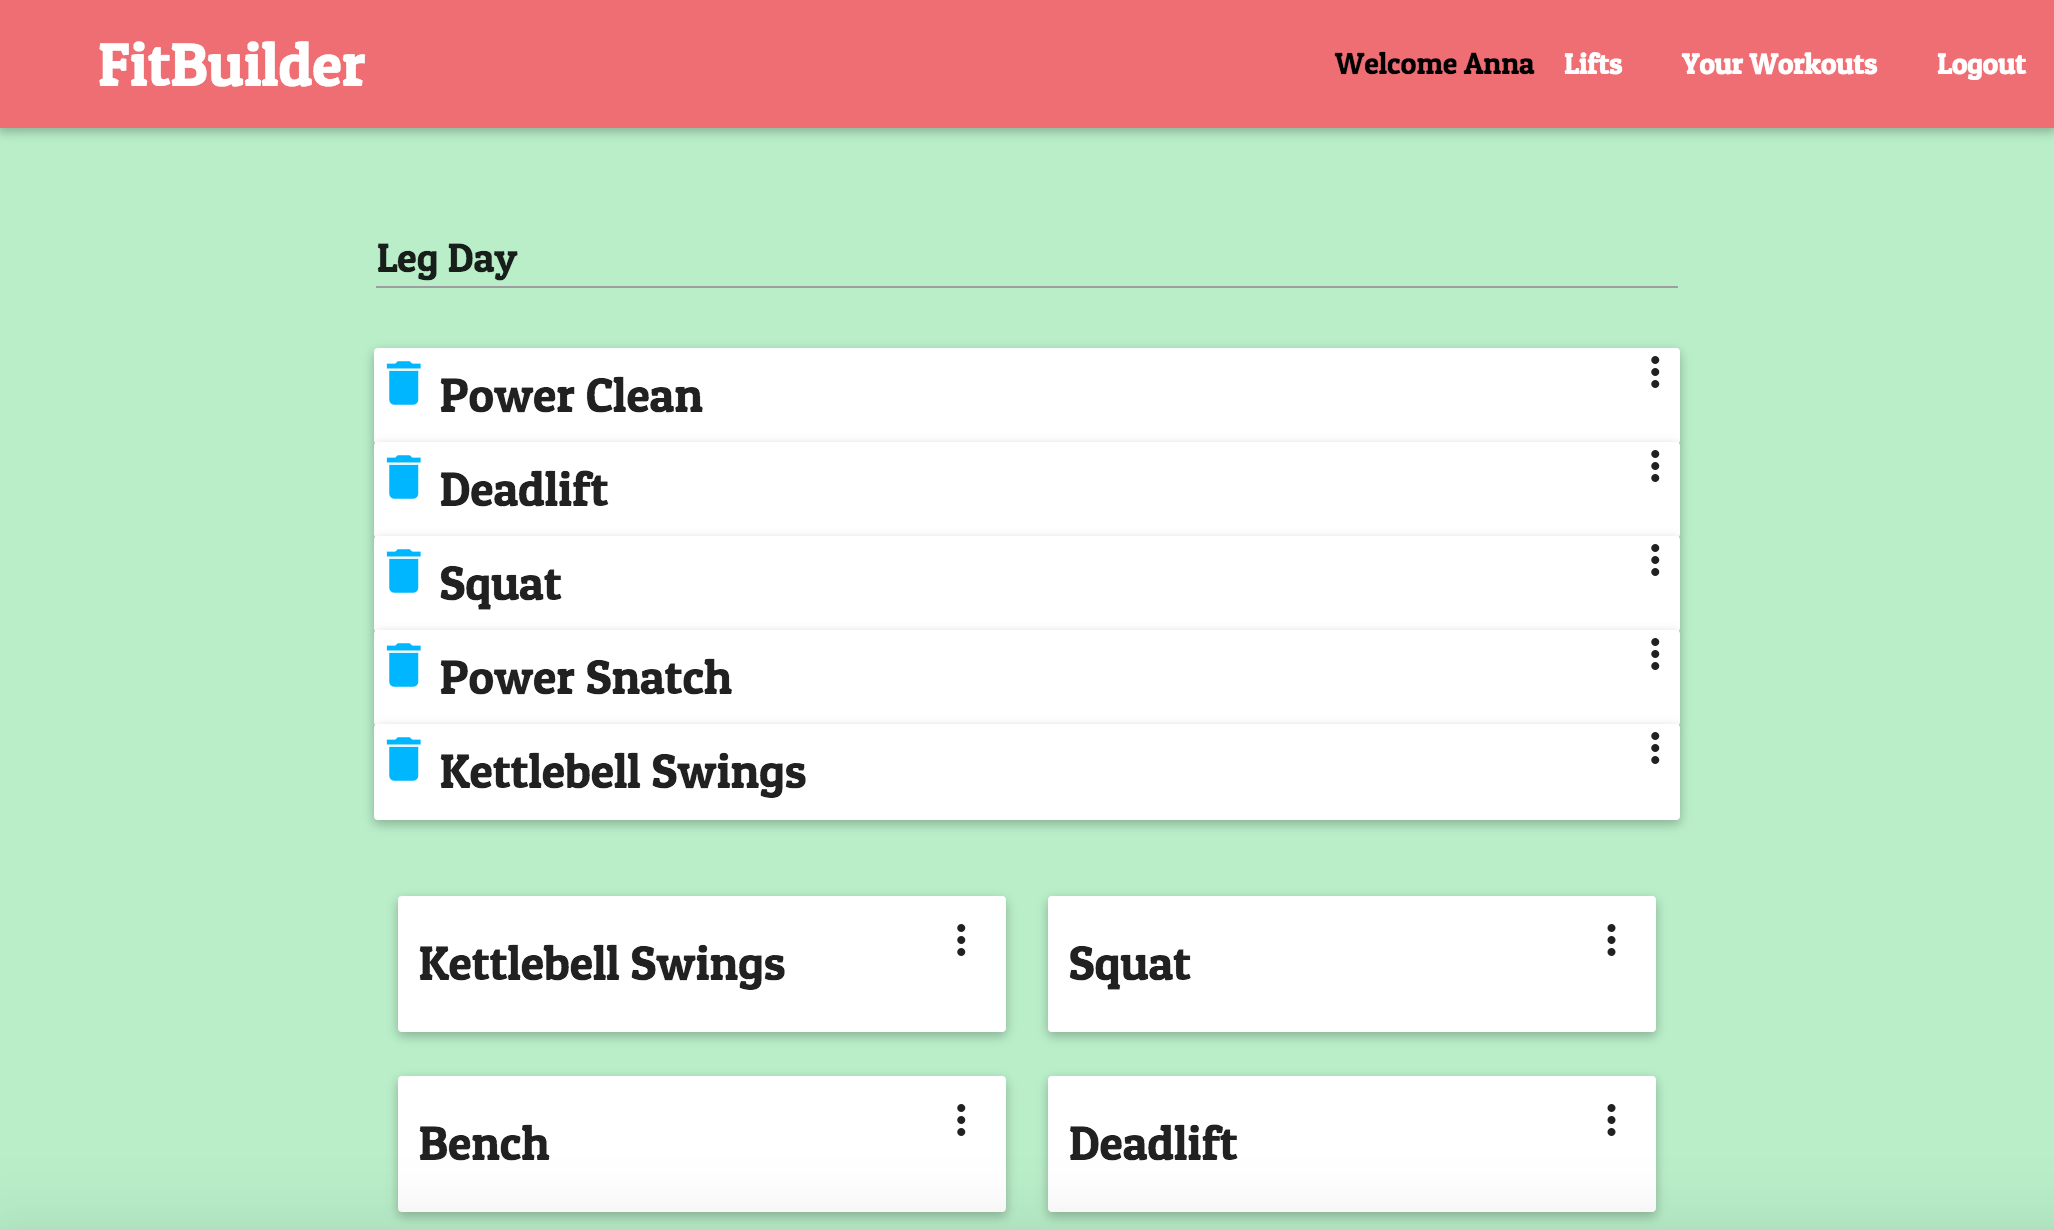 FitBuilder
Welcome Anna Lifts Your Workouts Logout
Leg Day
Power Clean
Deadlift
Squat
Power Snatch
Kettlebell Swings
Kettlebell Swings
Squat
Bench
Deadlift